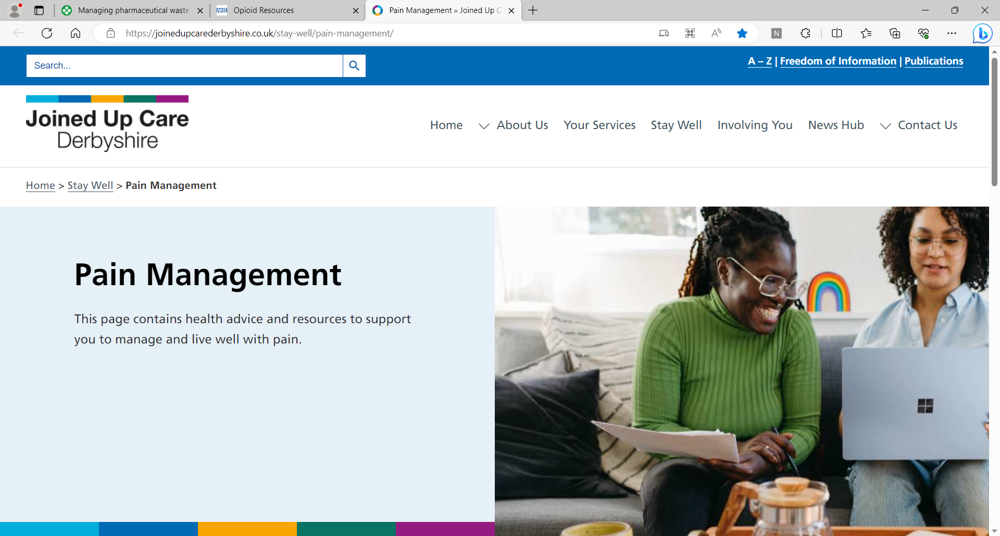 Managing pharmaceutical waste
Opioid Resources
Pain Management » Joined Up C
https://joinedupcarederbyshire.co.uk/stay-well/pain-management/
Search...
A – Z | Freedom of Information | Publications
Joined Up Care
Derbyshire
Home About Us Your Services Stay Well Involving You News Hub Contact Us
Home > Stay Well > Pain Management
Pain Management
This page contains health advice and resources to support
you to manage and live well with pain.